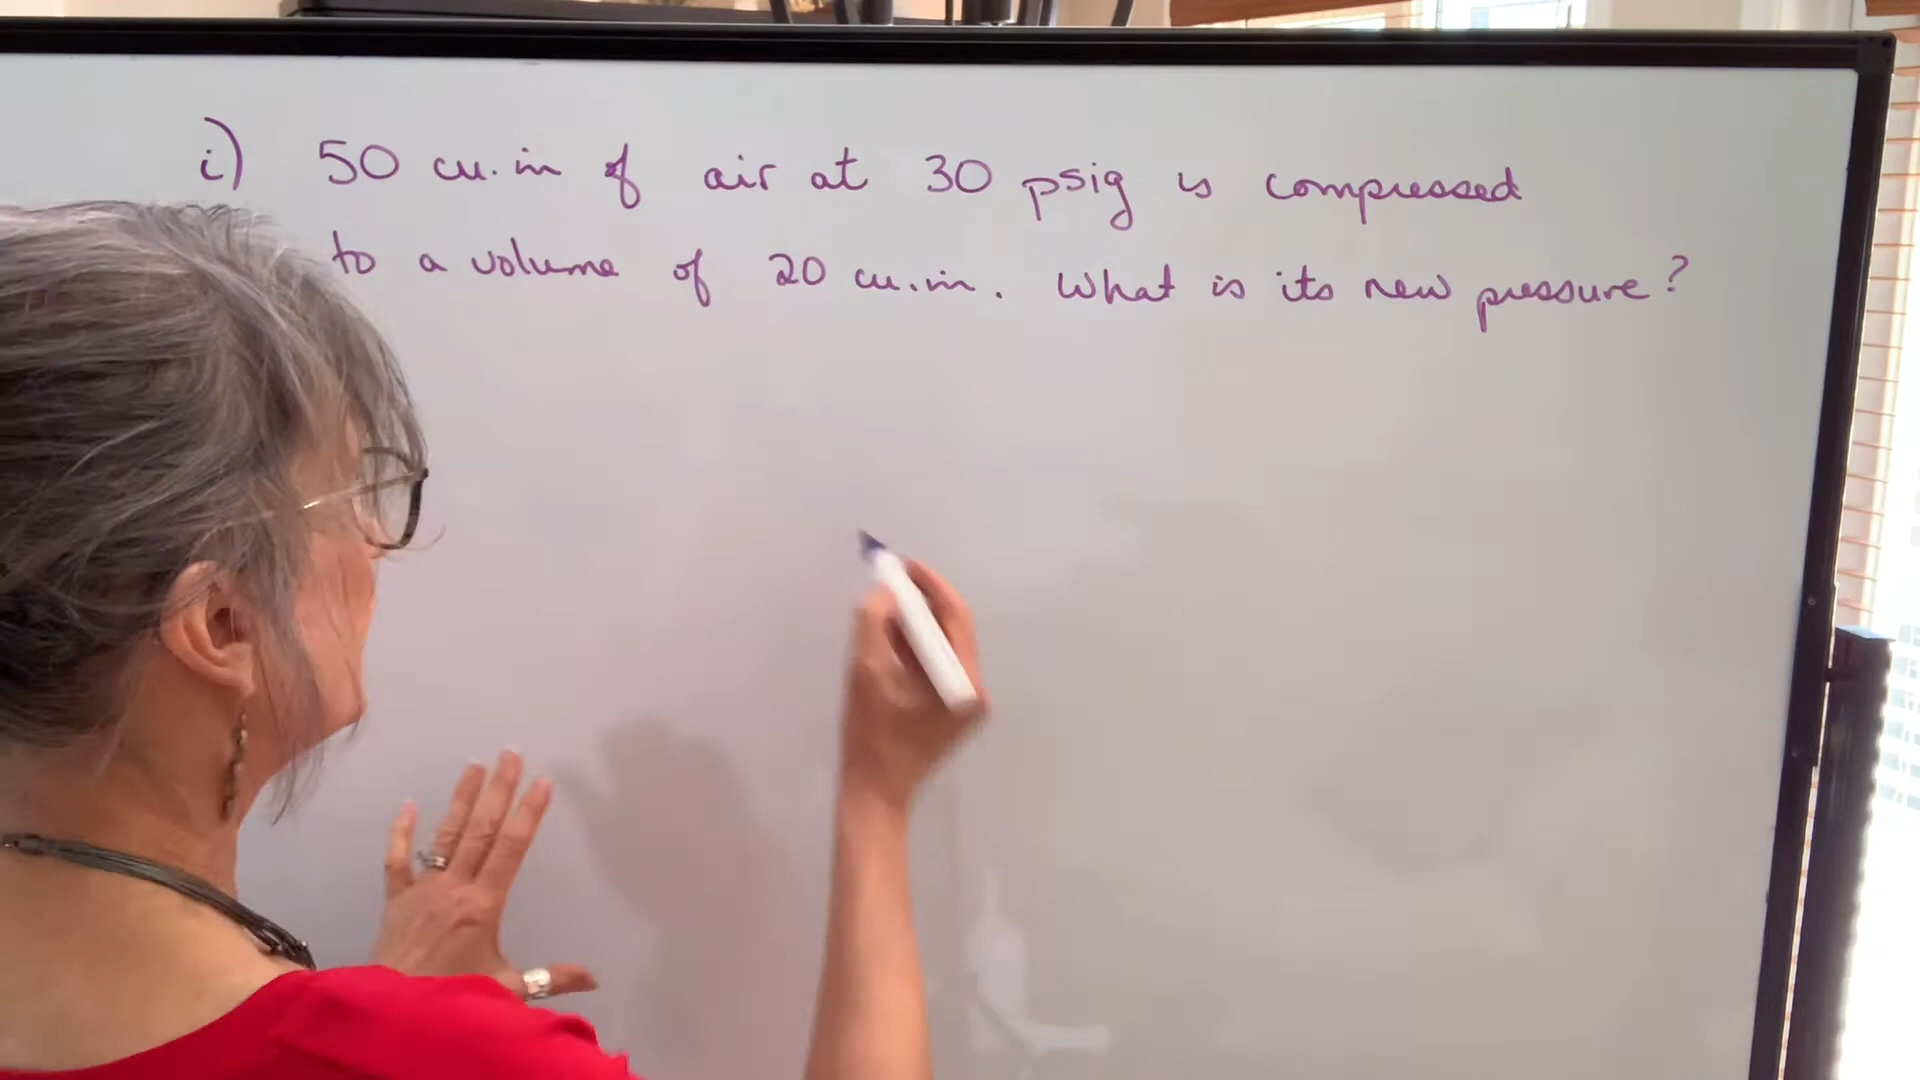 i) 50 cu.in of air at 30 psig is compressed
to a volume of 20 cu.in. What is its new pressure?